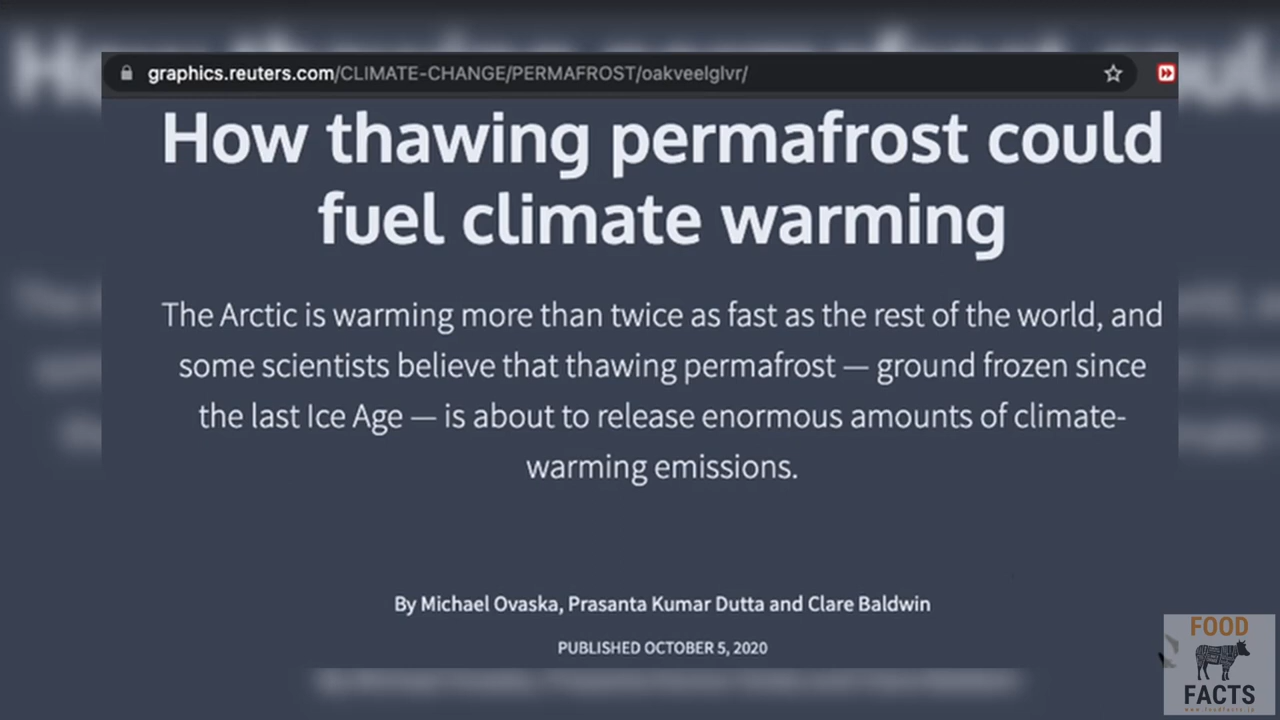 graphics.reuters.com/CLIMATE-CHANGE/PERMAFROST/oakveelglvr/
How thawing permafrost could
fuel climate warming
The Arctic is warming more than twice as fast as the rest of the world, and
some scientists believe that thawing permafrost — ground frozen since
the last Ice Age — is about to release enormous amounts of climate-
warming emissions.
By Michael Ovaska, Prasanta Kumar Dutta and Clare Baldwin
PUBLISHED OCTOBER 5, 2020
FOOD
FACTS